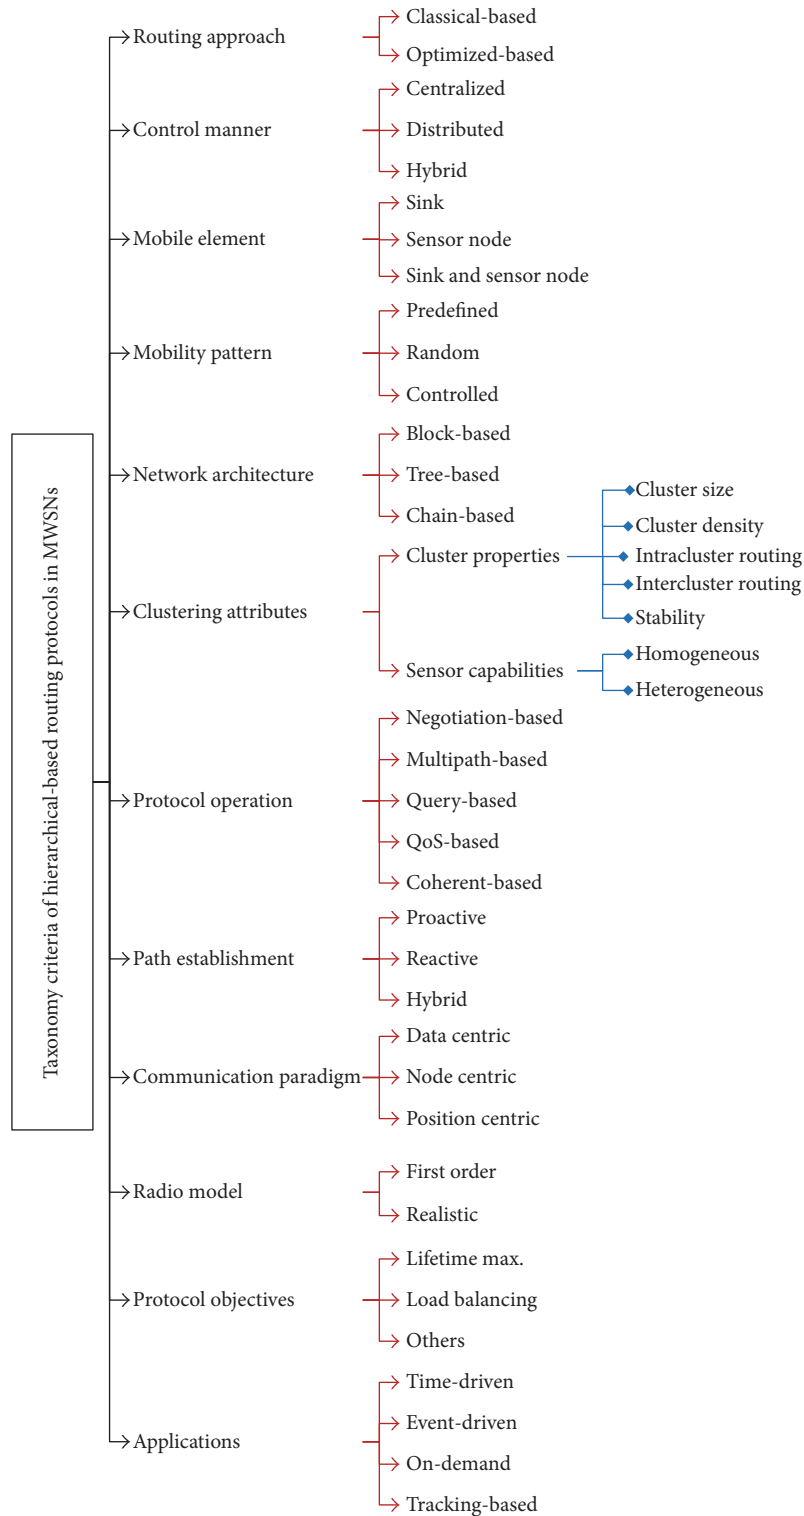 Taxonomy criteria of hierarchical-based routing protocols in MWSNs
Routing approach
Classical-based
Optimized-based
Control manner
Centralized
Distributed
Hybrid
Mobile element
Sink
Sensor node
Sink and sensor node
Mobility pattern
Predefined
Random
Controlled
Network architecture
Block-based
Tree-based
Chain-based
Clustering attributes
Cluster properties
Cluster size
Cluster density
Intracluster routing
Intercluster routing
Stability
Sensor capabilities
Homogeneous
Heterogeneous
Protocol operation
Negotiation-based
Multipath-based
Query-based
QoS-based
Coherent-based
Path establishment
Proactive
Reactive
Hybrid
Communication paradigm
Data centric
Node centric
Position centric
Radio model
First order
Realistic
Protocol objectives
Lifetime max.
Load balancing
Others
Applications
Time-driven
Event-driven
On-demand
Tracking-based